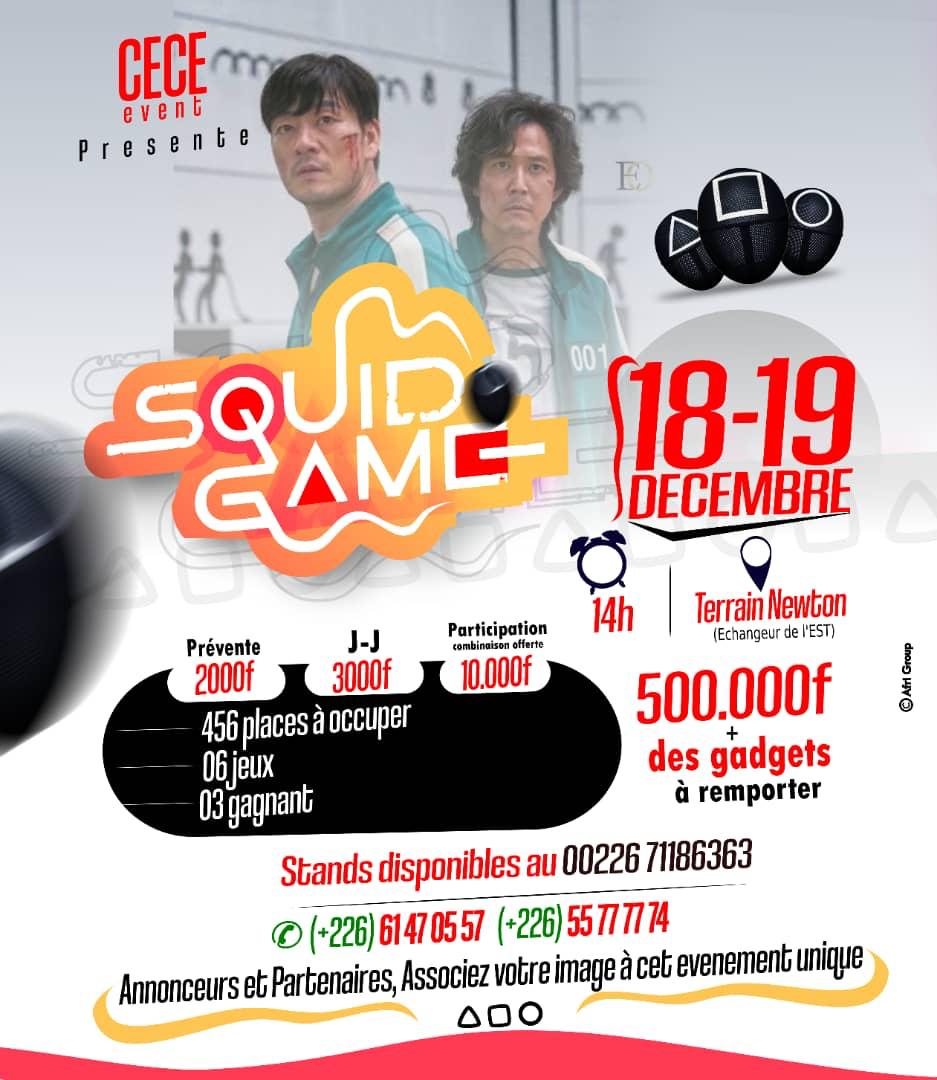 CECE
event
Presente
EO
001
SQUID
GAME
18-19
DECEMBRE
14h
Terrain Newton
(Echangeur de l'EST)
Prévente
2000f
J-J
3000f
Participation
combinaison offerte
10.000f
456 places à occuper
06 jeux
03 gagnant
500.000f
+
des gadgets
à remporter
© Afri Group
Stands disponibles au 00226 71186363
(+226) 61 47 05 57 (+226) 55 77 77 74
Annonceurs et Partenaires, Associez votre image à cet evenement unique